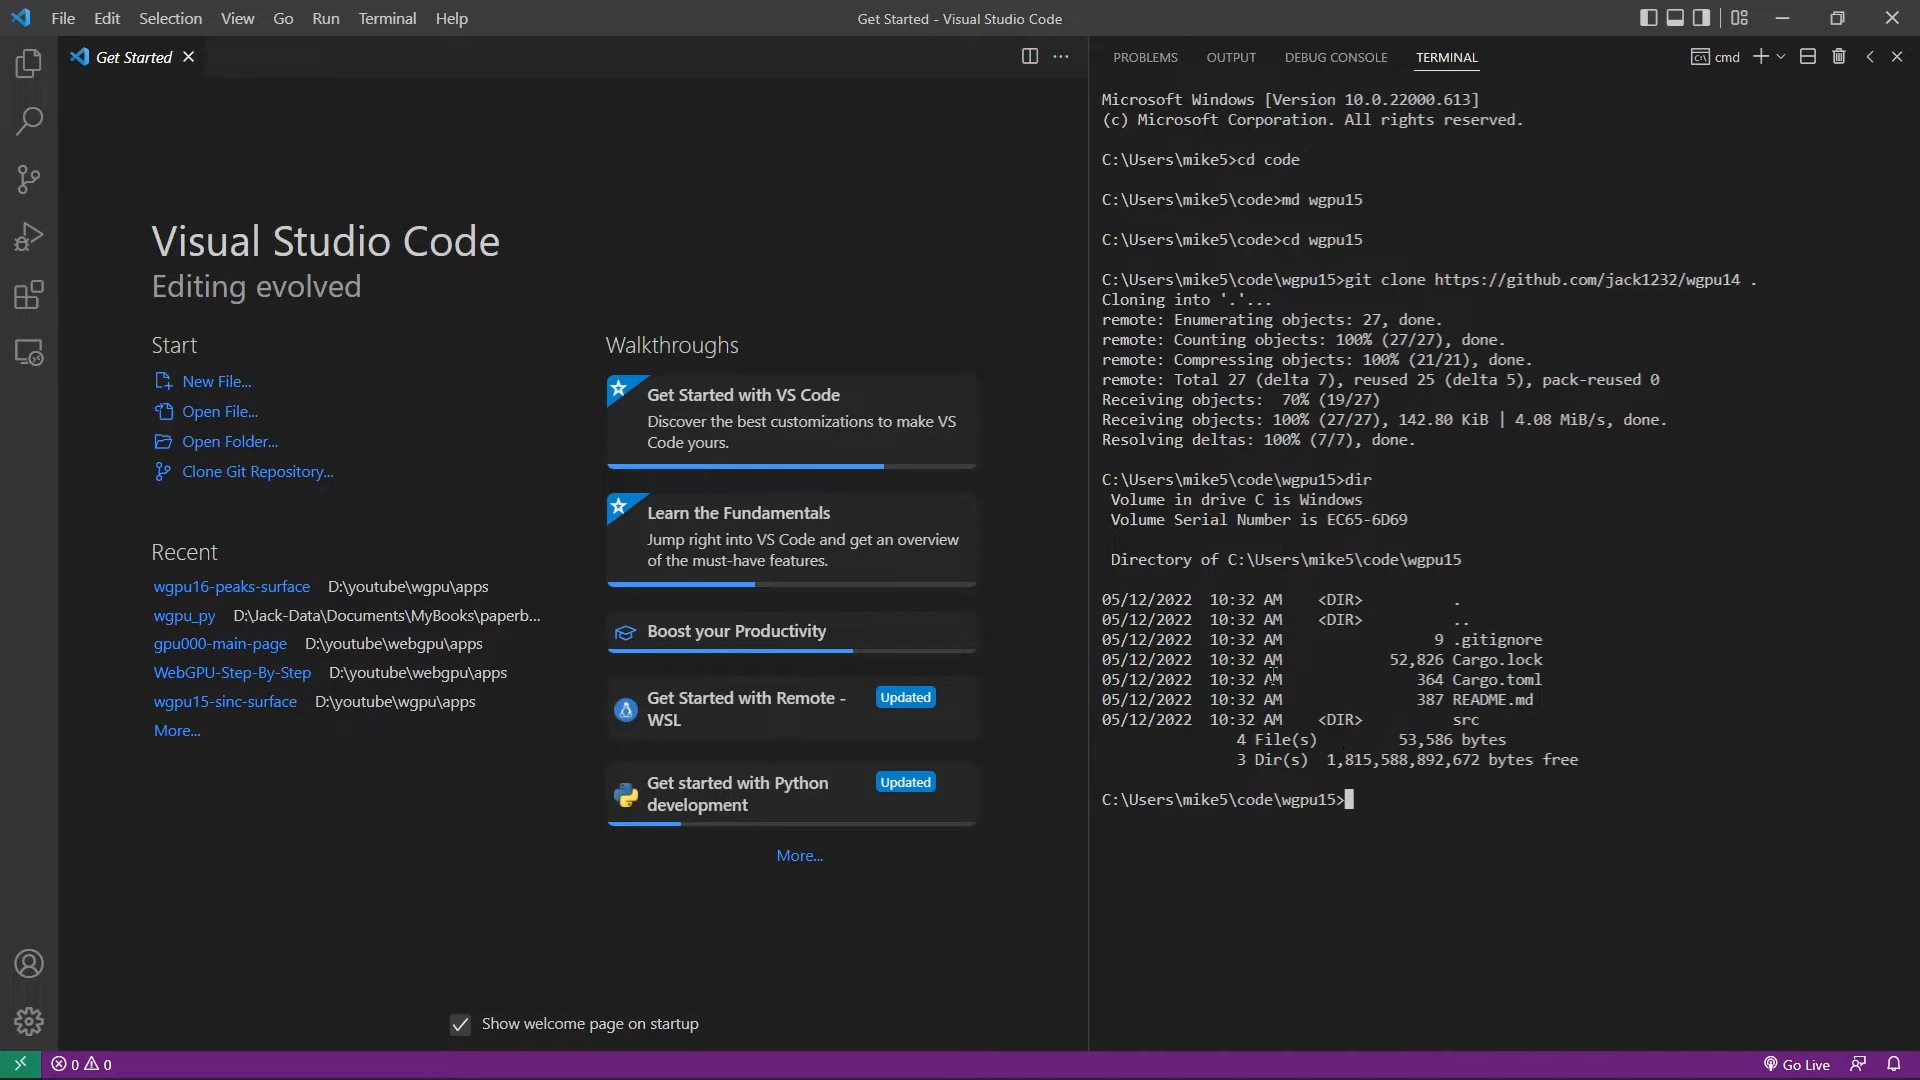 File Edit Selection View Go Run Terminal Help
Get Started - Visual Studio Code
Get Started
Visual Studio Code
Editing evolved
Start
New File...
Open File...
Open Folder...
Clone Git Repository...
Recent
wgpu16-peaks-surface D:\youtube\wgpu\apps
wgpu_py D:\Jack-Data\Documents\MyBooks\paperb...
gpu000-main-page D:\youtube\webgpu\apps
WebGPU-Step-By-Step D:\youtube\webgpu\apps
wgpu15-sinc-surface D:\youtube\wgpu\apps
More...
Walkthroughs
Get Started with VS Code
Discover the best customizations to make VS
Code yours.
Learn the Fundamentals
Jump right into VS Code and get an overview
of the must-have features.
Boost your Productivity
Get Started with Remote - Updated
WSL
Get started with Python Updated
development
More...
Show welcome page on startup
PROBLEMS OUTPUT DEBUG CONSOLE TERMINAL
cmd
Microsoft Windows [Version 10.0.22000.613]
(c) Microsoft Corporation. All rights reserved.
C:\Users\mike5>cd code
C:\Users\mike5\code>md wgpu15
C:\Users\mike5\code>cd wgpu15
C:\Users\mike5\code\wgpu15>git clone https://github.com/jack1232/wgpu14 .
Cloning into '.'...
remote: Enumerating objects: 27, done.
remote: Counting objects: 100% (27/27), done.
remote: Compressing objects: 100% (21/21), done.
remote: Total 27 (delta 7), reused 25 (delta 5), pack-reused 0
Receiving objects:  70% (19/27)
Receiving objects: 100% (27/27), 142.80 KiB | 4.08 MiB/s, done.
Resolving deltas: 100% (7/7), done.
C:\Users\mike5\code\wgpu15>dir
Volume in drive C is Windows
Volume Serial Number is EC65-6D69
Directory of C:\Users\mike5\code\wgpu15
05/12/2022  10:32 AM    <DIR>          .
05/12/2022  10:32 AM    <DIR>          ..
05/12/2022  10:32 AM                 9 .gitignore
05/12/2022  10:32 AM            52,826 Cargo.lock
05/12/2022  10:32 AM               364 Cargo.toml
05/12/2022  10:32 AM               387 README.md
05/12/2022  10:32 AM    <DIR>          src
4 File(s)         53,586 bytes
3 Dir(s)  1,815,588,892,672 bytes free
C:\Users\mike5\code\wgpu15>
0 0
Go Live